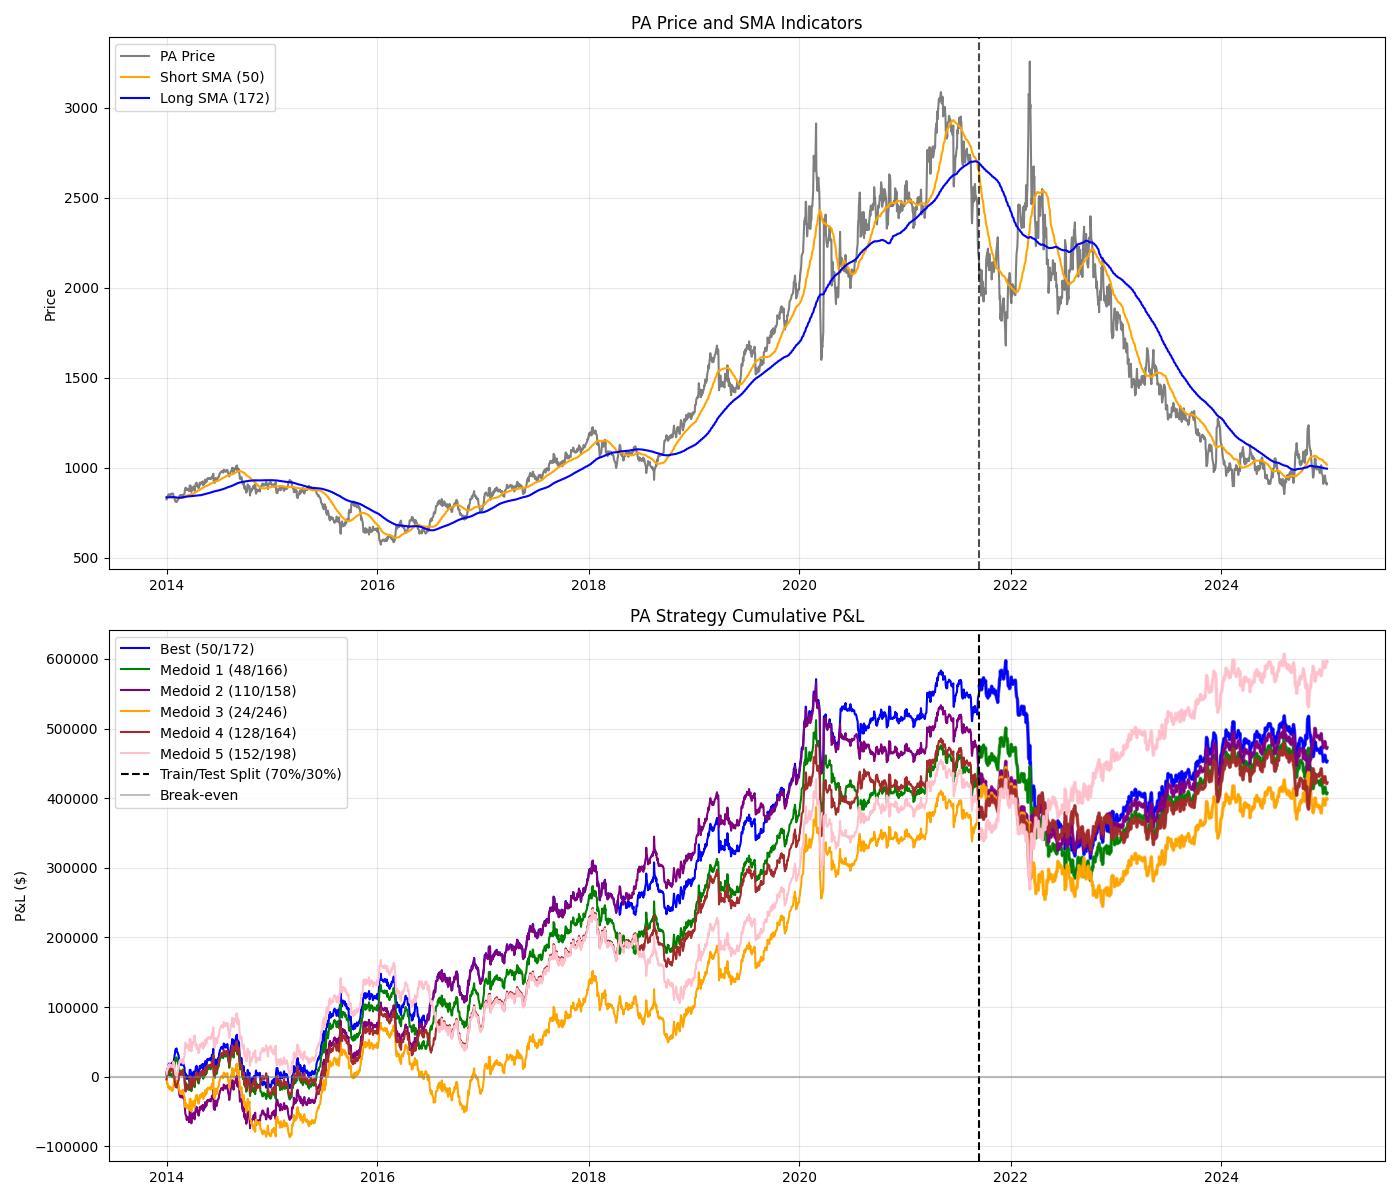 PA Price and SMA Indicators
PA Price
Short SMA (50)
Long SMA (172)
Price
3000
2500
2000
1500
1000
500
2014
2016
2018
2020
2022
2024
PA Strategy Cumulative P&L
Best (50/172)
Medoid 1 (48/166)
Medoid 2 (110/158)
Medoid 3 (24/246)
Medoid 4 (128/164)
Medoid 5 (152/198)
Train/Test Split (70%/30%)
Break-even
P&L ($)
600000
500000
400000
300000
200000
100000
0
−100000
2014
2016
2018
2020
2022
2024